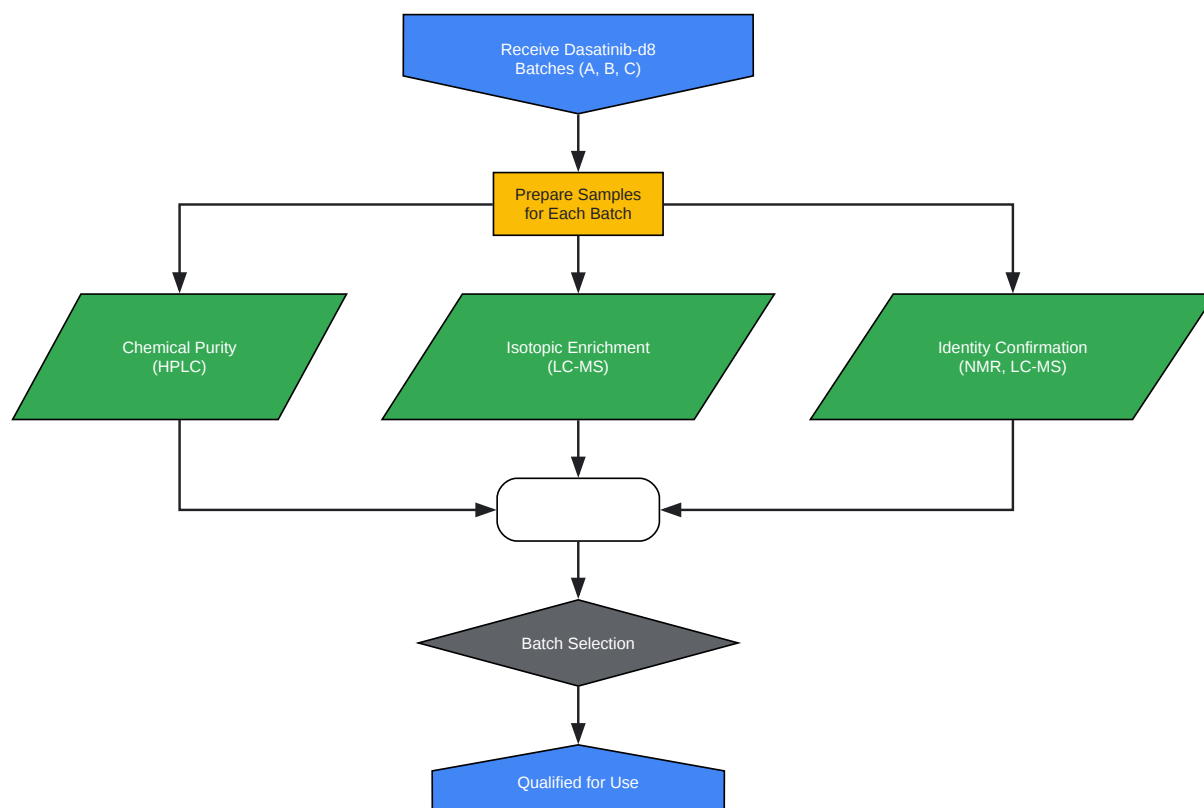 Receive Dasatinib-d8
Batches (A, B, C)
Prepare Samples
for Each Batch
Chemical Purity
(HPLC)
Isotopic Enrichment
(LC-MS)
Identity Confirmation
(NMR, LC-MS)
Batch Selection
Qualified for Use